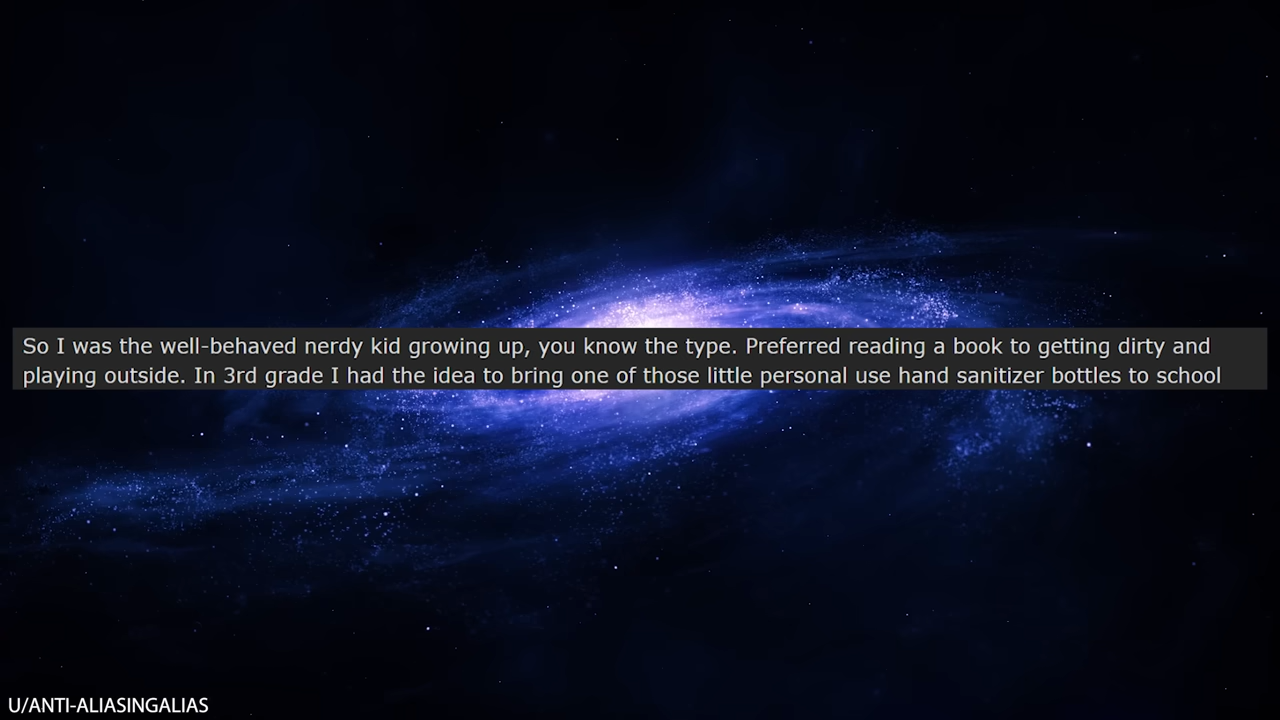 So I was the well-behaved nerdy kid growing up, you know the type. Preferred reading a book to getting dirty and
playing outside. In 3rd grade I had the idea to bring one of those little personal use hand sanitizer bottles to school
U/ANTI-ALIASINGALIAS